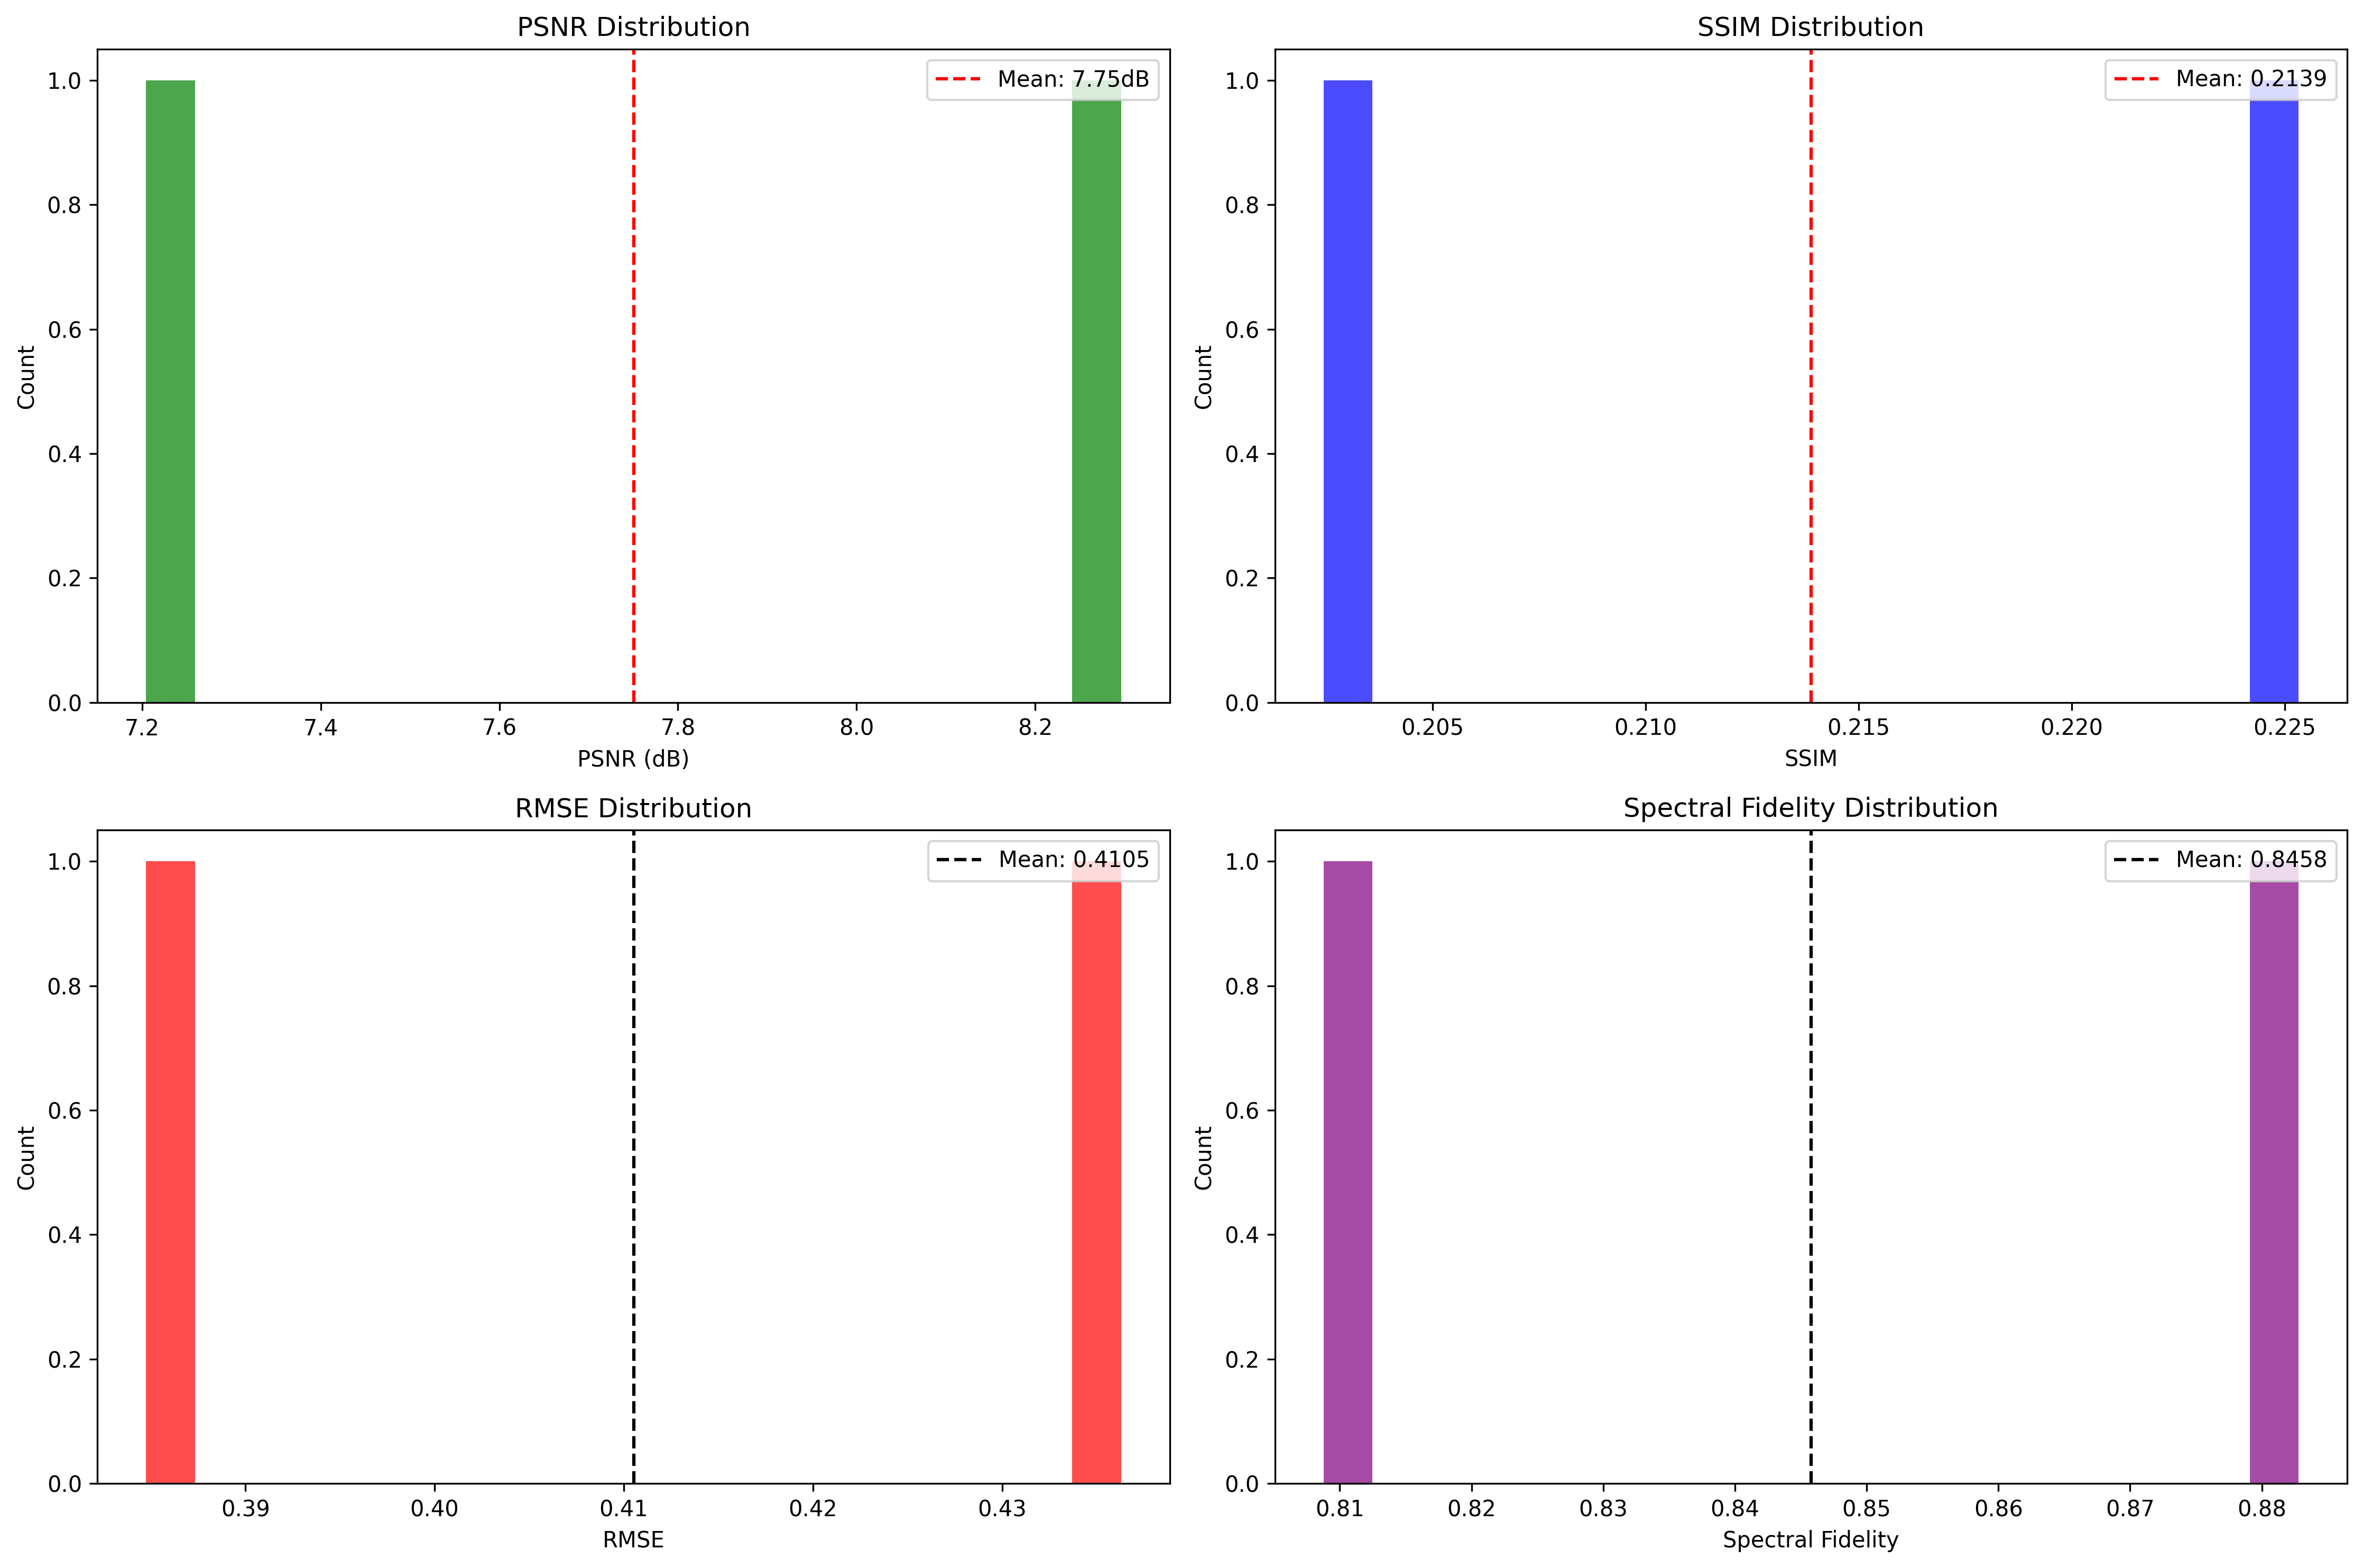 PSNR Distribution
Mean: 7.75dB
1.0
0.8
0.6
0.4
0.2
0.0
Count
7.2 7.4 7.6 7.8 8.0 8.2
PSNR (dB)
SSIM Distribution
Mean: 0.2139
1.0
0.8
0.6
0.4
0.2
0.0
Count
0.205 0.210 0.215 0.220 0.225
SSIM
RMSE Distribution
Mean: 0.4105
1.0
0.8
0.6
0.4
0.2
0.0
Count
0.39 0.40 0.41 0.42 0.43
RMSE
Spectral Fidelity Distribution
Mean: 0.8458
1.0
0.8
0.6
0.4
0.2
0.0
Count
0.81 0.82 0.83 0.84 0.85 0.86 0.87 0.88
Spectral Fidelity